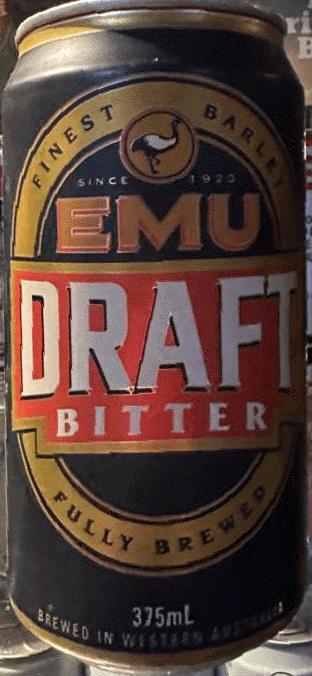 FINEST BARLEY
SINCE 1923
EMU
DRAFT
BITTER
FULLY BREWED
375mL
BREWED IN WESTERN AUSTRALIA